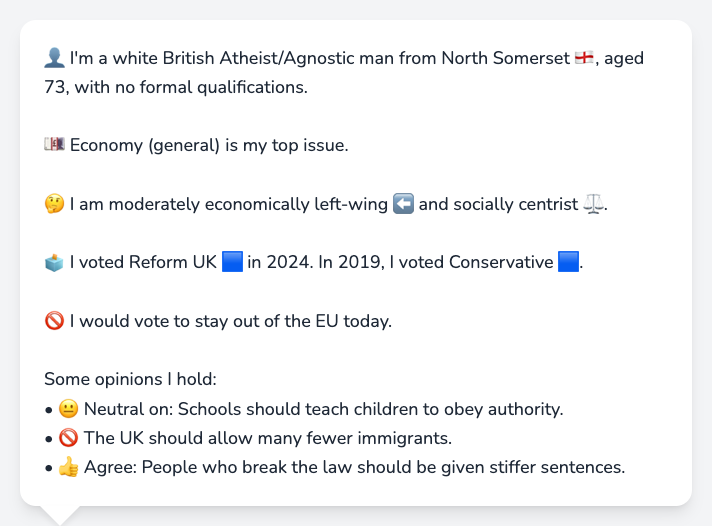 👤 I'm a white British Atheist/Agnostic man from North Somerset 🏴󠁧󠁢󠁥󠁮󠁧󠁿, aged
73, with no formal qualifications.
💷 Economy (general) is my top issue.
🤔 I am moderately economically left-wing ⬅️ and socially centrist ⚖️.
🗳️ I voted Reform UK 🟦 in 2024. In 2019, I voted Conservative 🟦.
🚫 I would vote to stay out of the EU today.
Some opinions I hold:
• 😐 Neutral on: Schools should teach children to obey authority.
• 🚫 The UK should allow many fewer immigrants.
• 👍 Agree: People who break the law should be given stiffer sentences.